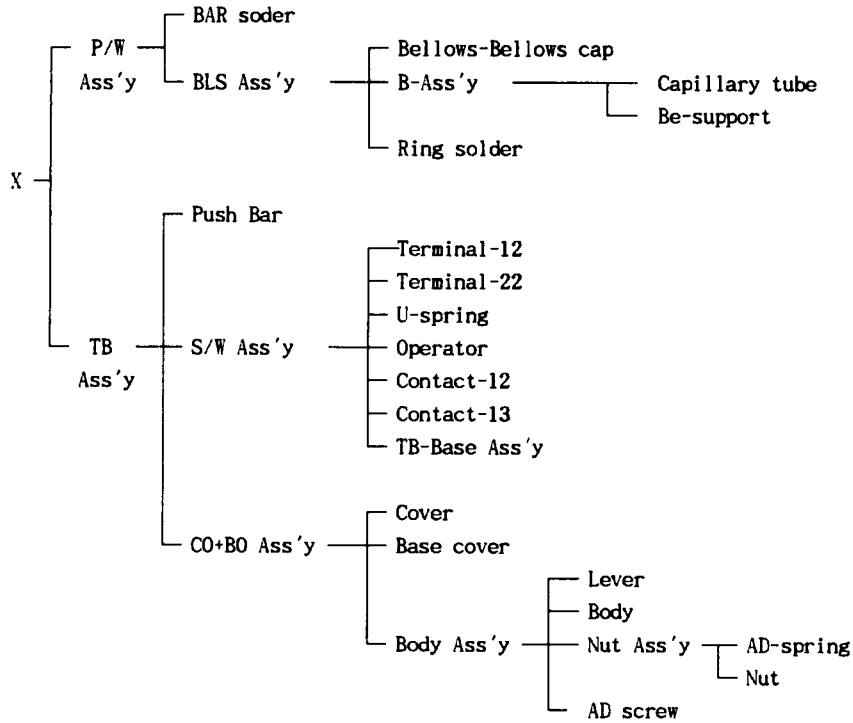 BAR soder
P/W
Ass'y
BLS Ass'y
Bellows-Bellows cap
B-Ass'y
Capillary tube
Be-support
Ring solder
X
Push Bar
Terminal-12
Terminal-22
U-spring
TB
Ass'y
S/W Ass'y
Operator
Contact-12
Contact-13
TB-Base Ass'y
Cover
CO+BO Ass'y
Base cover
Lever
Body
Body Ass'y
Nut Ass'y
AD-spring
Nut
AD screw